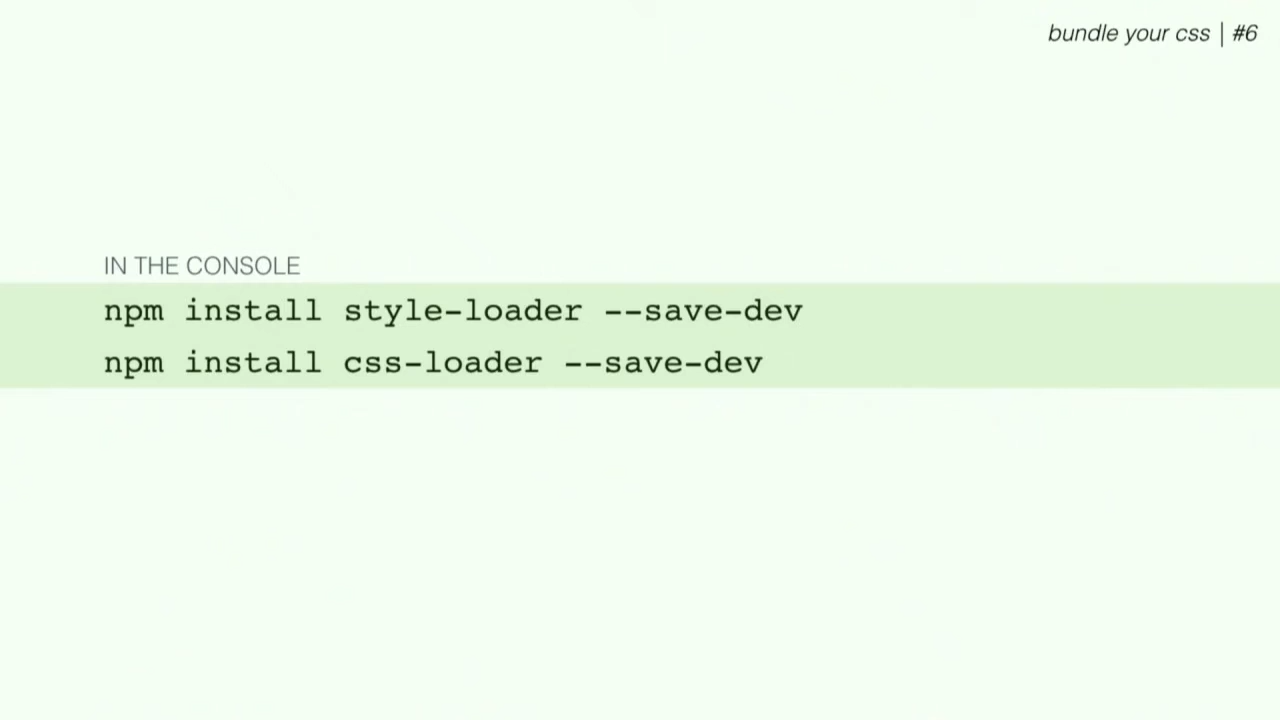 bundle your css | #6
IN THE CONSOLE
npm install style-loader --save-dev
npm install css-loader --save-dev